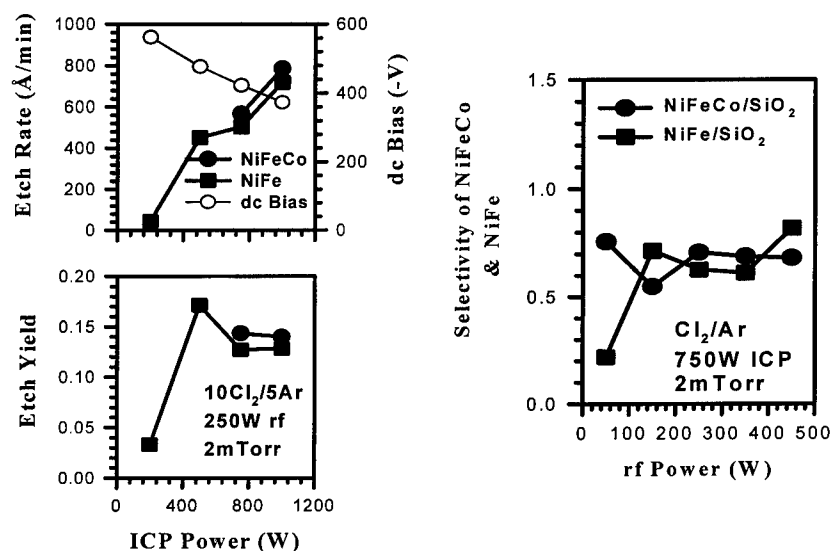 Etch Rate (Å/min)
1000
800
600
400
200
0
600
400
200
0
dc Bias (-V)
NiFeCo
NiFe
dc Bias
Etch Yield
0.20
0.15
0.10
0.05
0.00
10Cl₂/5Ar
250W rf
2mTorr
0 400 800 1200
ICP Power (W)
Selectivity of NiFeCo
& NiFe
1.5
1.0
0.5
0.0
NiFeCo/SiO₂
NiFe/SiO₂
Cl₂/Ar
750W ICP
2mTorr
0 100 200 300 400 500
rf Power (W)